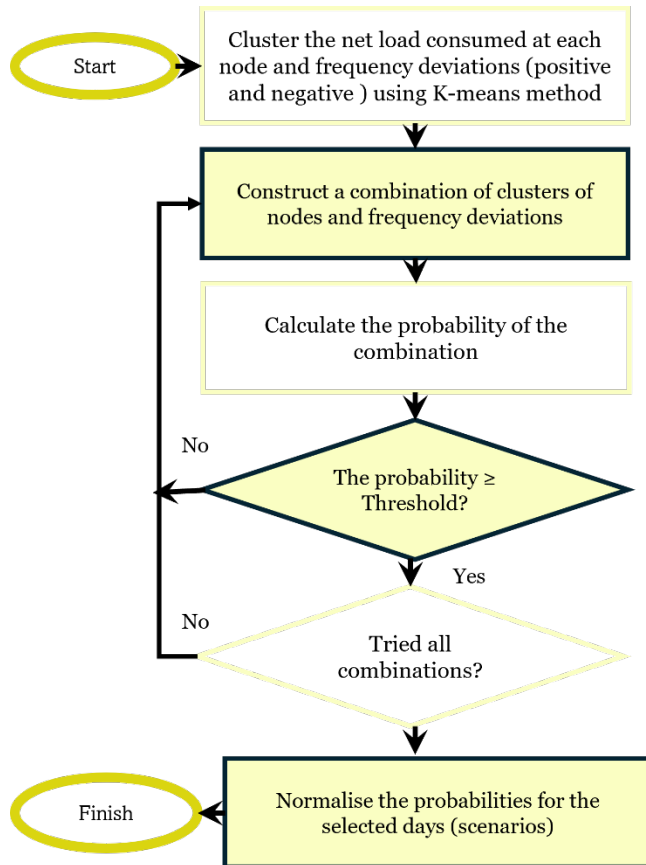 Start
Cluster the net load consumed at each
node and frequency deviations (positive
and negative ) using K-means method
Construct a combination of clusters of
nodes and frequency deviations
Calculate the probability of the
combination
No
The probability ≥
Threshold?
Yes
No
Tried all
combinations?
Normalise the probabilities for the
selected days (scenarios)
Finish